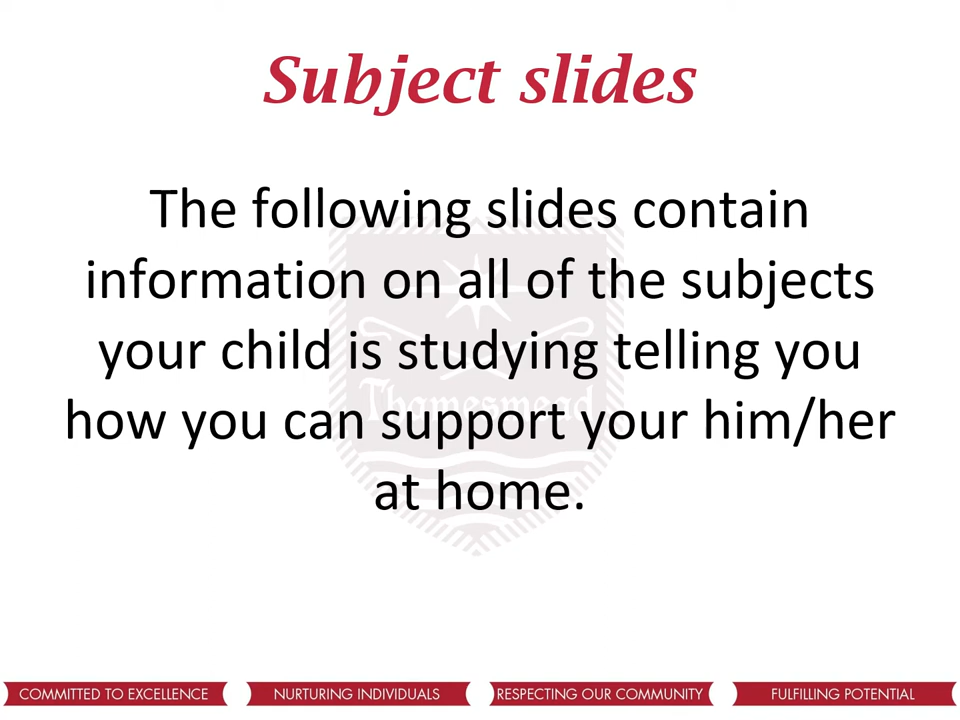 Subject slides
The following slides contain
information on all of the subjects
your child is studying telling you
how you can support your him/her
at home.
Thamesmead
COMMITTED TO EXCELLENCE NURTURING INDIVIDUALS RESPECTING OUR COMMUNITY FULFILLING POTENTIAL